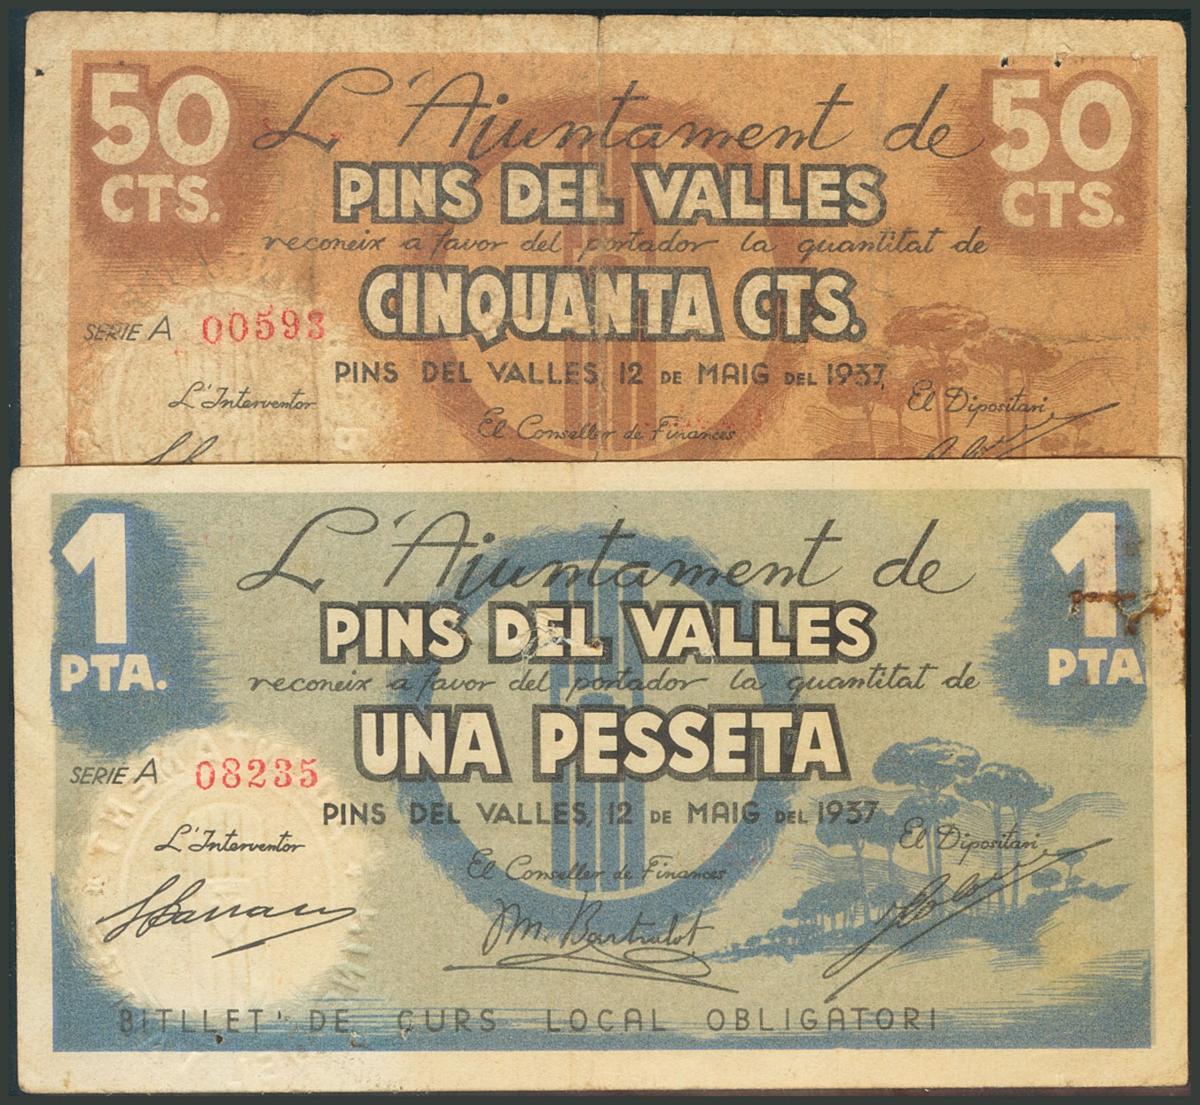 50 CTS.
L'Ajuntament de
50 CTS.
PINS DEL VALLES
reconeix a favor del portador la quantitat de
CINQUANTA CTS.
SERIE A 00593
PINS DEL VALLES, 12 DE MAIG DEL 1937
L'Interventor
El Dipositari,
El Conseller de Finances
1 PTA.
L'Ajuntament de
1 PTA
PINS DEL VALLES
reconeix a favor del portador la quantitat de
UNA PESSETA
SERIE A 08235
PINS DEL VALLES, 12 DE MAIG DEL 1937
L'Interventor
El Dipositari,
El Conseller de Finances
BITLLET DE CURS LOCAL OBLIGATORI